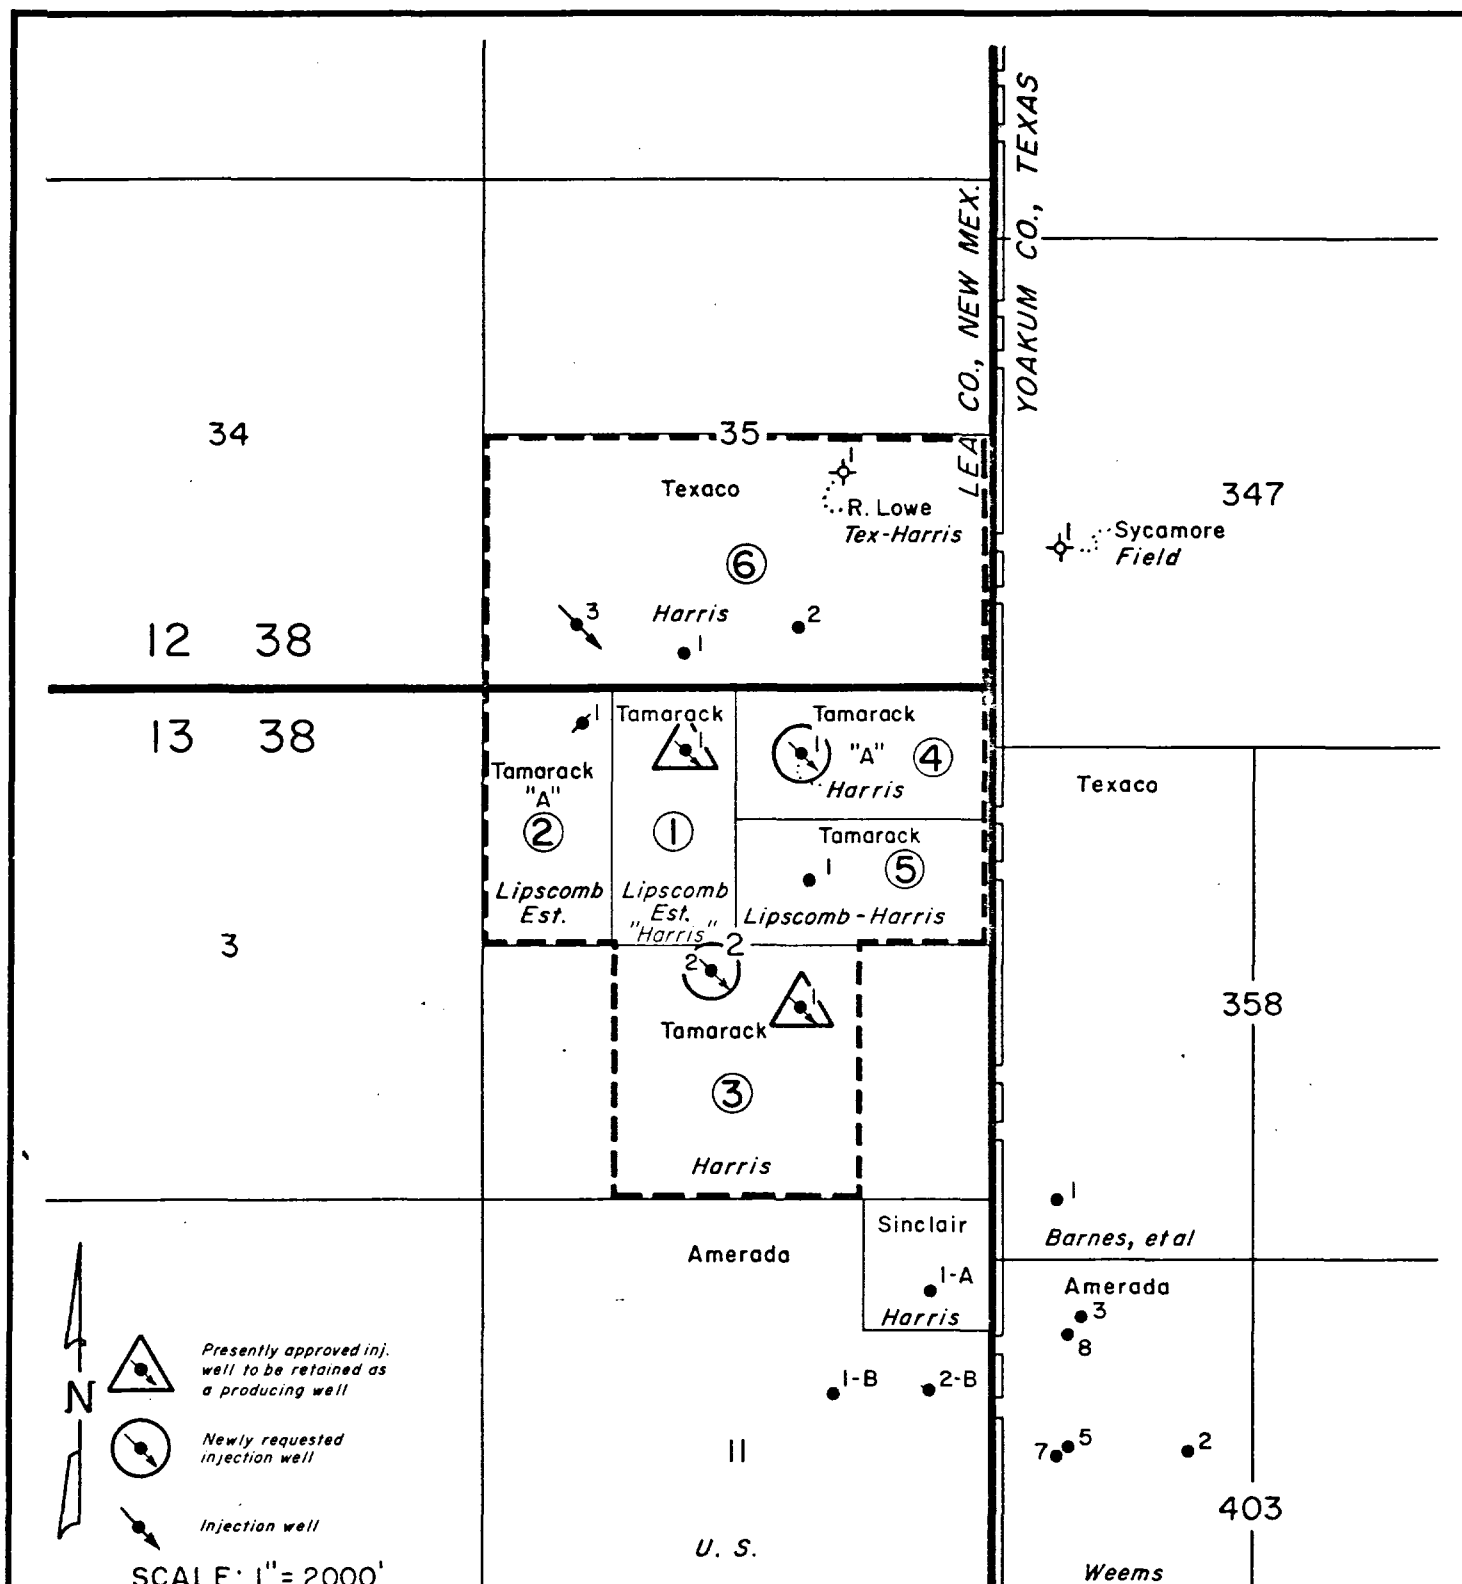 LEA CO., NEW MEX.
YOAKUM CO., TEXAS
34
35
1
Texaco
R. Lowe
Tex-Harris
347
1
Sycamore
Field
6
3
Harris
2
1
12 38
13 38
1
Tamarack
"A"
2
Lipscomb
Est.
Tamarack
1
1
Lipscomb
Est.
"Harris"
Tamarack
1
"A"
4
Harris
Tamarack
1
5
Lipscomb-Harris
Texaco
3
2
2
1
Tamarack
3
Harris
358
1
Barnes, et al
Sinclair
1-A
Harris
Amerada
Amerada
3
8
1-B
2-B
11
5
7
2
403
U. S.
Weems
N
Presently approved inj.
well to be retained as
a producing well
Newly requested
injection well
Injection well
SCALE: 1" = 2000'